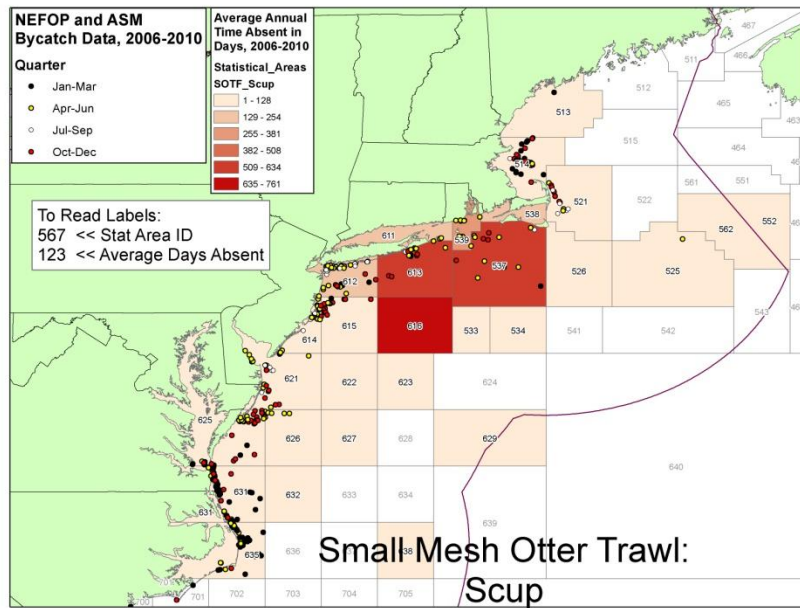 NEFOP and ASM
Bycatch Data, 2006-2010
Quarter
Jan-Mar
Apr-Jun
Jul-Sep
Oct-Dec
Average Annual
Time Absent in
Days, 2006-2010
Statistical_Areas
SOTF_Scup
1 - 128
129 - 254
255 - 381
382 - 508
509 - 634
635 - 761
To Read Labels:
567 << Stat Area ID
123 << Average Days Absent
467
511
466
512
513
465
463
515
464
514
551
561
521
522
552
562
538
611
539
537
526
525
613
612
543
616
615
533
534
541
542
614
621
622
623
624
625
626
627
628
629
640
631
632
633
634
631
639
635
636
638
Small Mesh Otter Trawl:
Scup
700
701
702
703
704
705